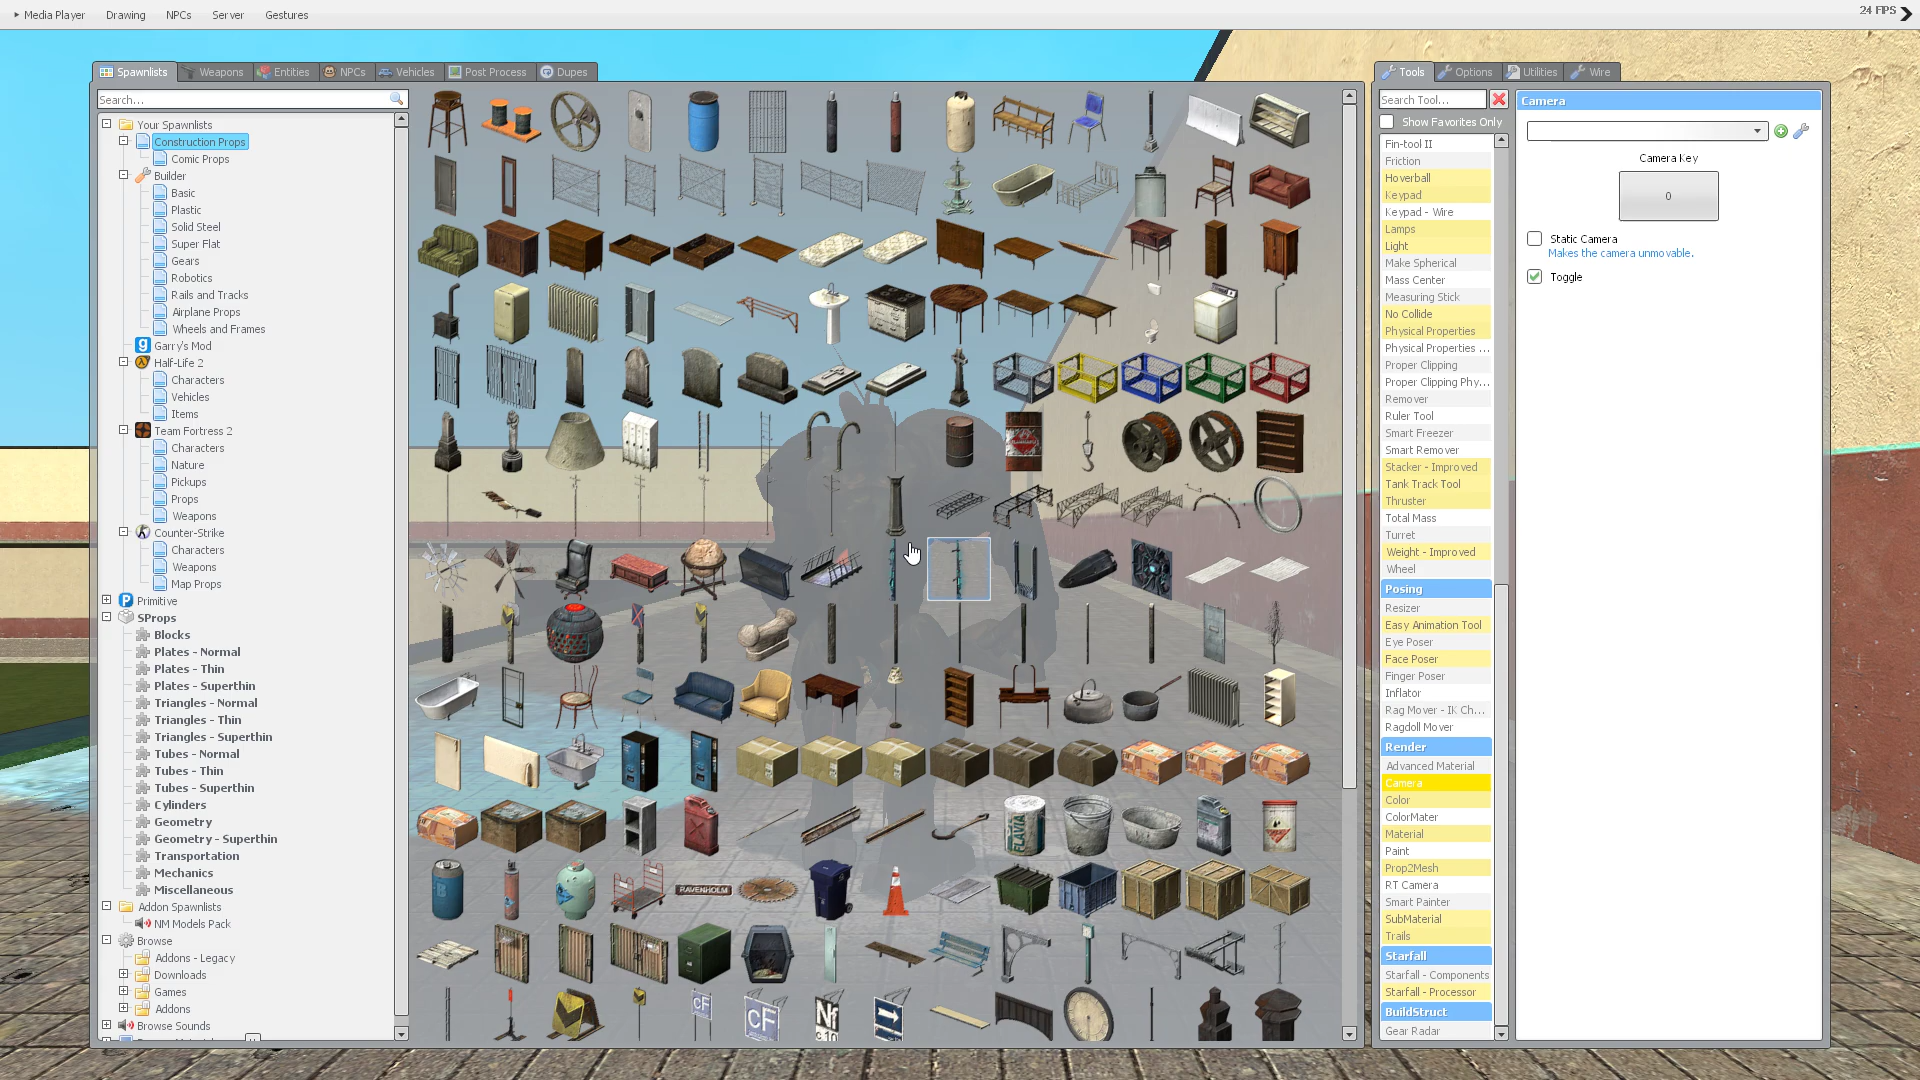 Media Player Drawing NPCs Server Gestures
24 FPS
Spawnlists Weapons Entities NPCs Vehicles Post Process Dupes
Search...
Your Spawnlists
Construction Props
Comic Props
Builder
Basic
Plastic
Solid Steel
Super Flat
Gears
Robotics
Rails and Tracks
Airplane Props
Wheels and Frames
Garry's Mod
Half-Life 2
Characters
Vehicles
Items
Team Fortress 2
Characters
Nature
Pickups
Props
Weapons
Counter-Strike
Characters
Weapons
Map Props
Primitive
SProps
Blocks
Plates - Normal
Plates - Thin
Plates - Superthin
Triangles - Normal
Triangles - Thin
Triangles - Superthin
Tubes - Normal
Tubes - Thin
Tubes - Superthin
Cylinders
Geometry
Geometry - Superthin
Transportation
Mechanics
Miscellaneous
Addon Spawnlists
NM Models Pack
Browse
Addons - Legacy
Downloads
Games
Addons
Browse Sounds
RAVENHOLM
CF
CF
Nf
Tools Options Utilities Wire
Search Tool...
Show Favorites Only
Fin-tool II
Friction
Hoverball
Keypad
Keypad - Wire
Lamps
Light
Make Spherical
Mass Center
Measuring Stick
No Collide
Physical Properties
Physical Properties ...
Proper Clipping
Proper Clipping Phy...
Remover
Ruler Tool
Smart Freezer
Smart Remover
Stacker - Improved
Tank Track Tool
Thruster
Total Mass
Turret
Weight - Improved
Wheel
Posing
Resizer
Easy Animation Tool
Eye Poser
Face Poser
Finger Poser
Inflator
Rag Mover - IK Ch...
Ragdoll Mover
Render
Advanced Material
Camera
Color
ColorMater
Material
Paint
Prop2Mesh
RT Camera
Smart Painter
SubMaterial
Trails
Starfall
Starfall - Components
Starfall - Processor
BuildStruct
Gear Radar
Camera
Camera Key
0
Static Camera
Makes the camera unmovable.
Toggle